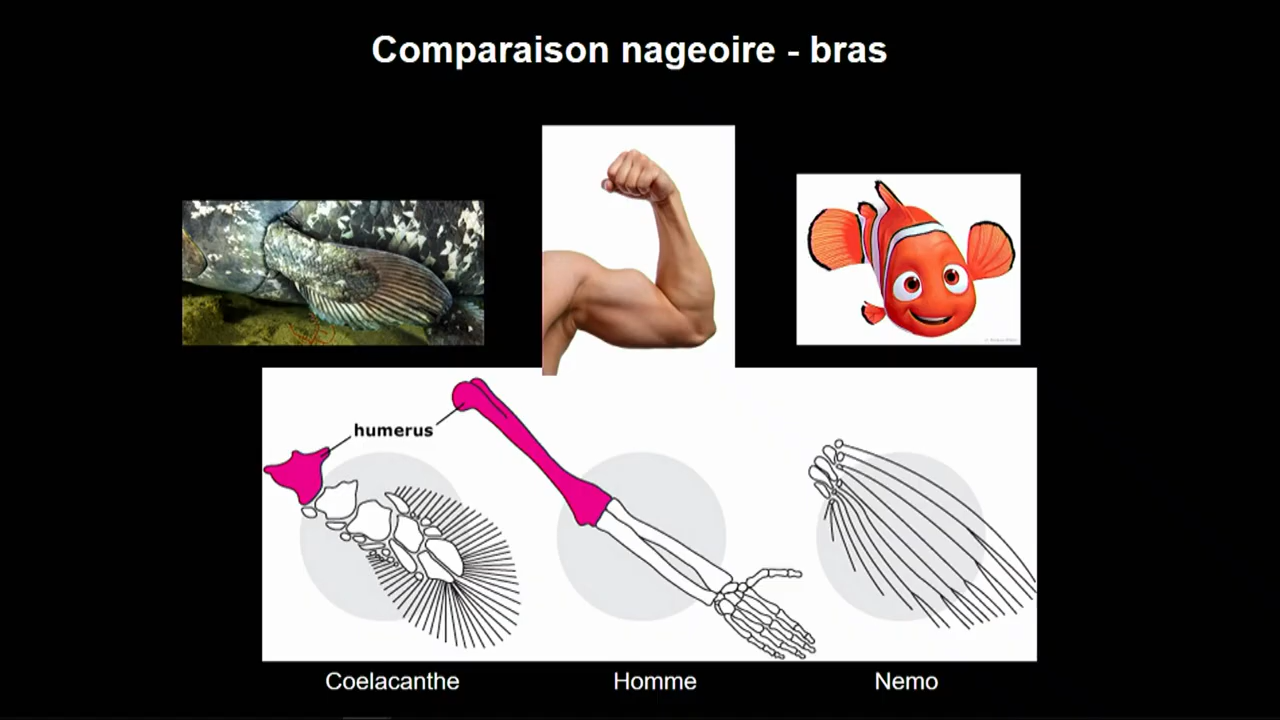 Comparaison nageoire - bras
humerus
Coelacanthe
Homme
Nemo